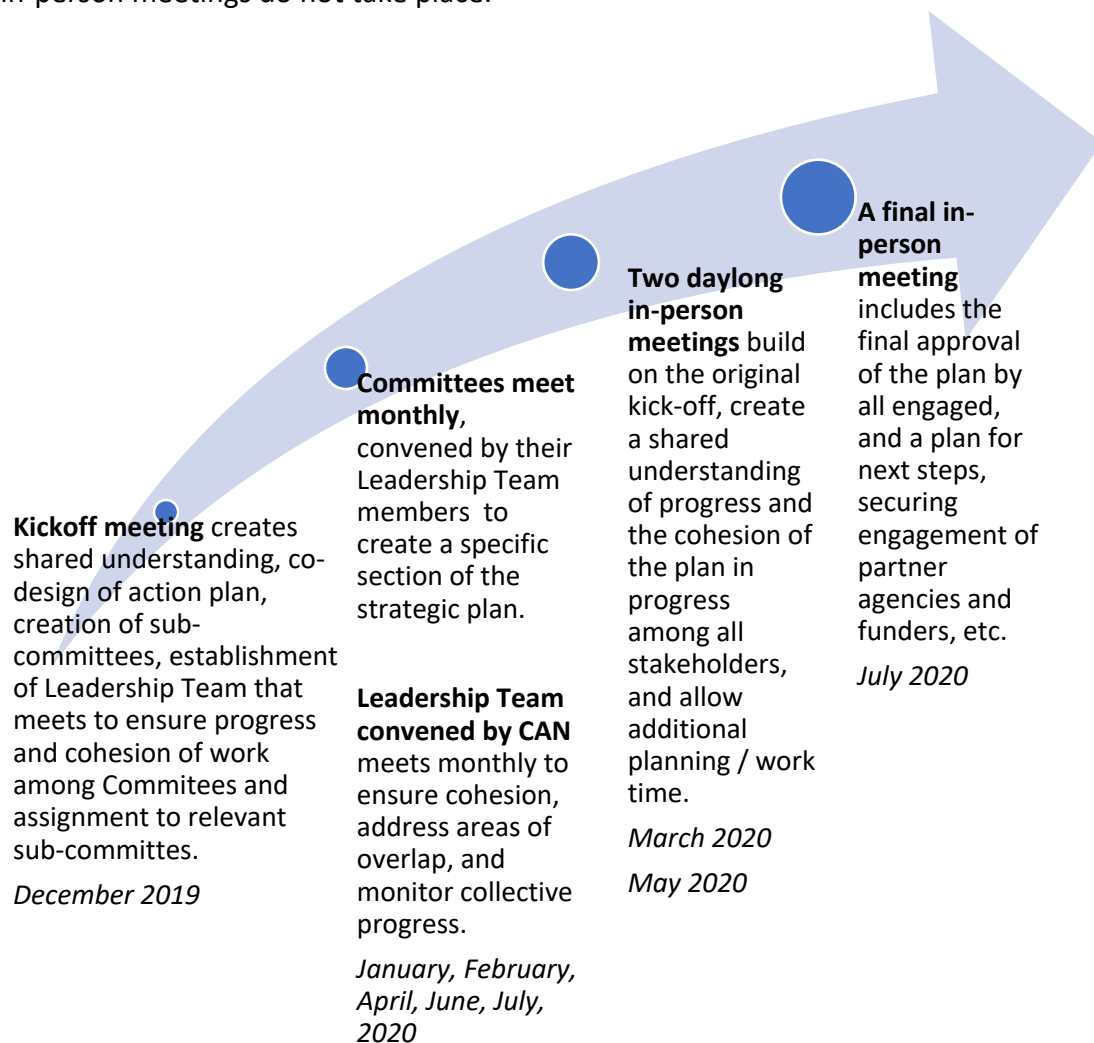 in-person meetings do not take place.
Kickoff meeting creates
shared understanding, co-
design of action plan,
creation of sub-
committees, establishment
of Leadership Team that
meets to ensure progress
and cohesion of work
among Commitees and
assignment to relevant
sub-committes.
December 2019
Committees meet
monthly,
convened by their
Leadership Team
members to
create a specific
section of the
strategic plan.
Leadership Team
convened by CAN
meets monthly to
ensure cohesion,
address areas of
overlap, and
monitor collective
progress.
January, February,
April, June, July,
2020
Two daylong
in-person
meetings build
on the original
kick-off, create
a shared
understanding
of progress and
the cohesion of
the plan in
progress
among all
stakeholders,
and allow
additional
planning / work
time.
March 2020
May 2020
A final in-
person
meeting
includes the
final approval
of the plan by
all engaged,
and a plan for
next steps,
securing
engagement of
partner
agencies and
funders, etc.
July 2020